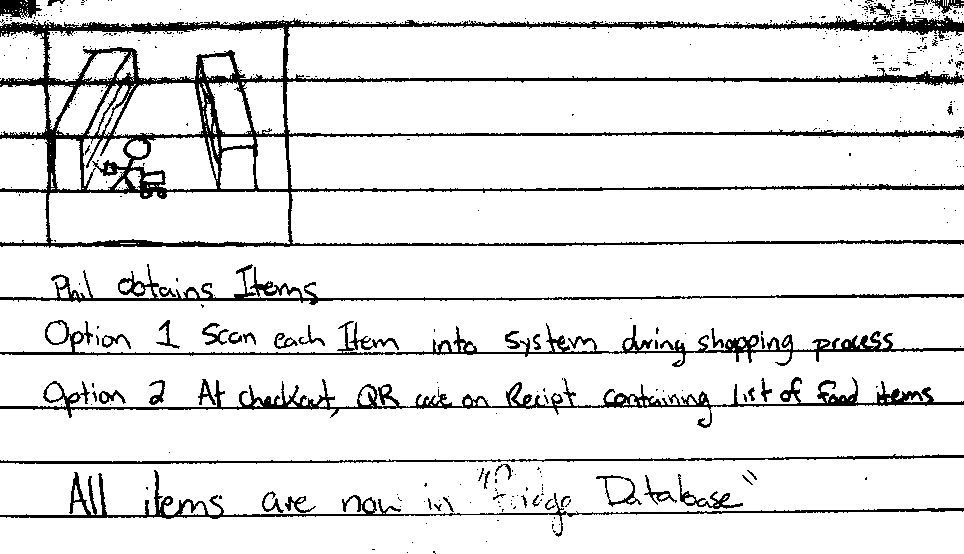 Phil obtains Items
Option 1 Scan each Item into System during shopping process
Option 2 At checkout, QR code on Recipt containing list of food items
All items are now in "fridge Database"